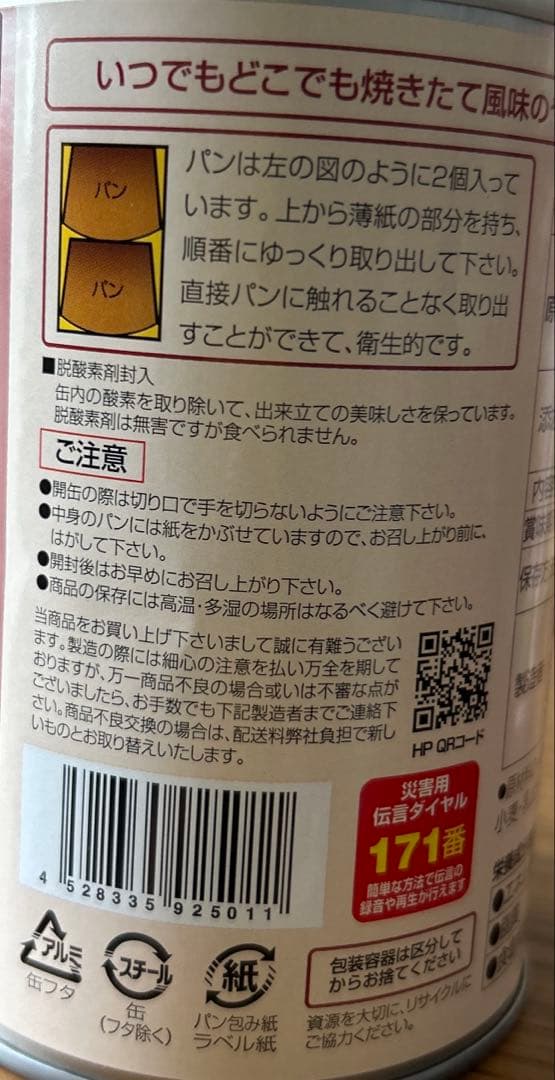 いつでもどこでも焼きたて風味の
パン
パン
パンは左の図のように2個入って
います。上から薄紙の部分を持ち、
順番にゆっくり取り出して下さい。
直接パンに触れることなく取り出
すことができて、衛生的です。
■脱酸素剤封入
缶内の酸素を取り除いて、出来立ての美味しさを保っています。
脱酸素剤は無害ですが食べられません。
ご注意
●開缶の際は切り口で手を切らないようにご注意下さい。
●中身のパンには紙をかぶせていますので、お召し上がり前に、
はがして下さい。
●開封後はお早めにお召し上がり下さい。
●商品の保存には高温・多湿の場所はなるべく避けて下さい。
当商品をお買い上げ下さいまして誠に有難うござい
ます。製造の際には細心の注意を払い万全を期して
おりますが、万一商品不良の場合或いは不審な点が
ございましたら、お手数でも下記製造者までご連絡下
さい。商品不良交換の場合は、配送料弊社負担で新し
いものとお取り替えいたします。
HP QRコード
災害用
伝言ダイヤル
171番
簡単な方法で伝言の
録音や再生が行えます
4 528335 925011
アルミ
缶フタ
スチール
缶
(フタ除く)
紙
パン包み紙
ラベル紙
包装容器は区分して
からお捨てください
資源を大切に、リサイクルに
ご協力ください。
原
添
内
賞味
保存
製造者
小麦